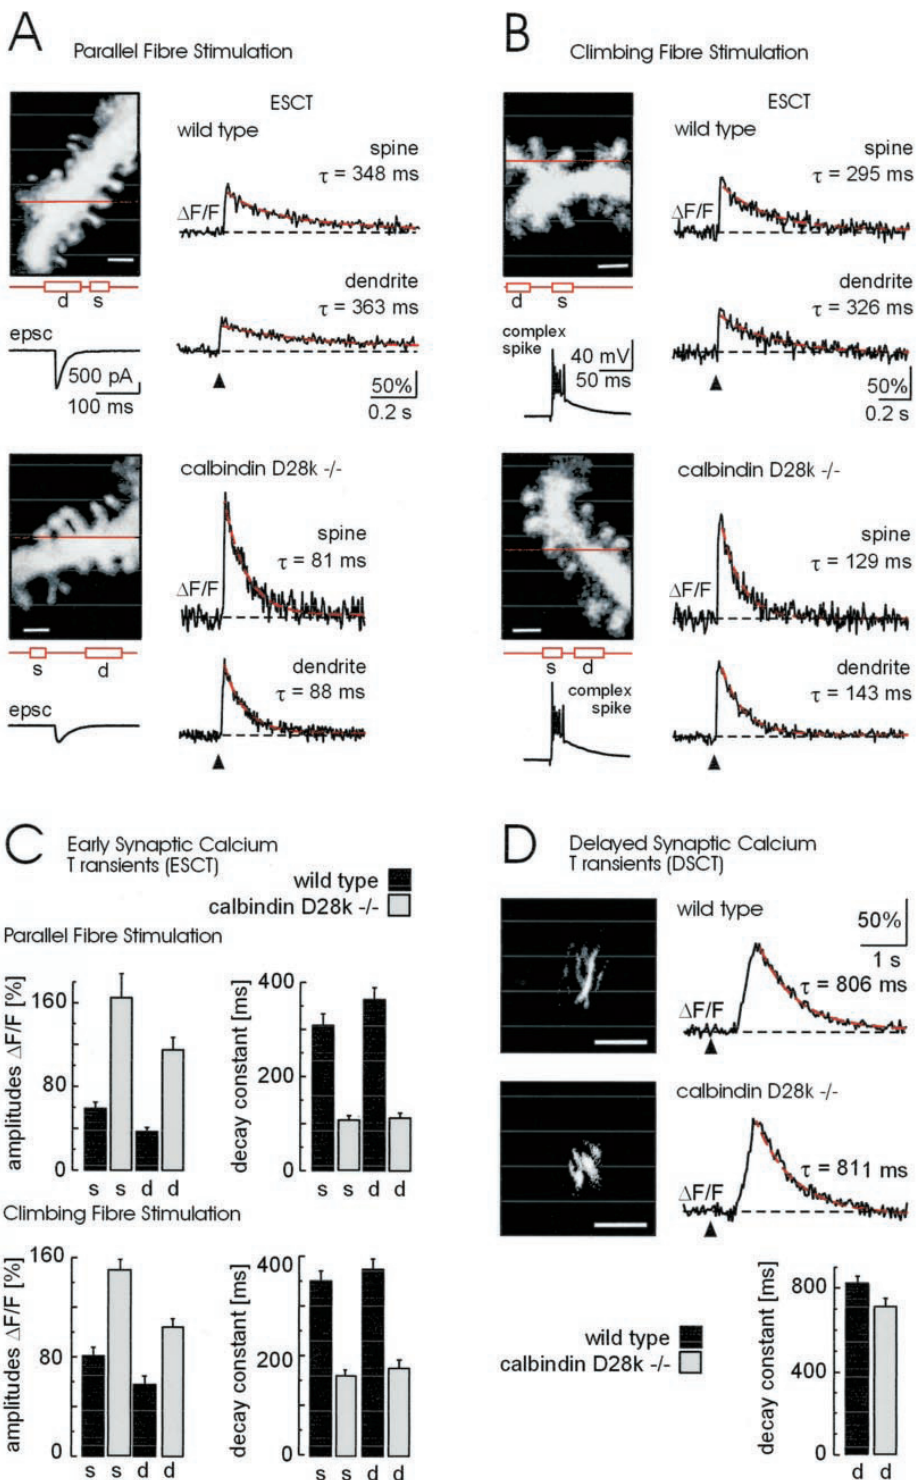 A
Parallel Fibre Stimulation
ESCT
wild type
spine
τ = 348 ms
ΔF/F
d s
dendrite
τ = 363 ms
epsc
500 pA
100 ms
50%
0.2 s
calbindin D28k -/-
spine
τ = 81 ms
ΔF/F
s d
dendrite
τ = 88 ms
epsc
B
Climbing Fibre Stimulation
ESCT
wild type
spine
τ = 295 ms
ΔF/F
d s
dendrite
τ = 326 ms
complex
spike
40 mV
50 ms
50%
0.2 s
calbindin D28k -/-
spine
τ = 129 ms
ΔF/F
s d
dendrite
τ = 143 ms
complex
spike
C
Early Synaptic Calcium
T ransients (ESCT)
wild type
calbindin D28k -/-
Parallel Fibre Stimulation
amplitudes ΔF/F [%]
160
80
0
s s d d
decay constant [ms]
400
200
0
s s d d
Climbing Fibre Stimulation
amplitudes ΔF/F [%]
160
80
0
s s d d
decay constant [ms]
400
200
0
s s d d
D
Delayed Synaptic Calcium
T ransients (DSCT)
wild type
50%
1 s
τ = 806 ms
ΔF/F
calbindin D28k -/-
τ = 811 ms
ΔF/F
wild type
calbindin D28k -/-
decay constant [ms]
800
400
0
d d